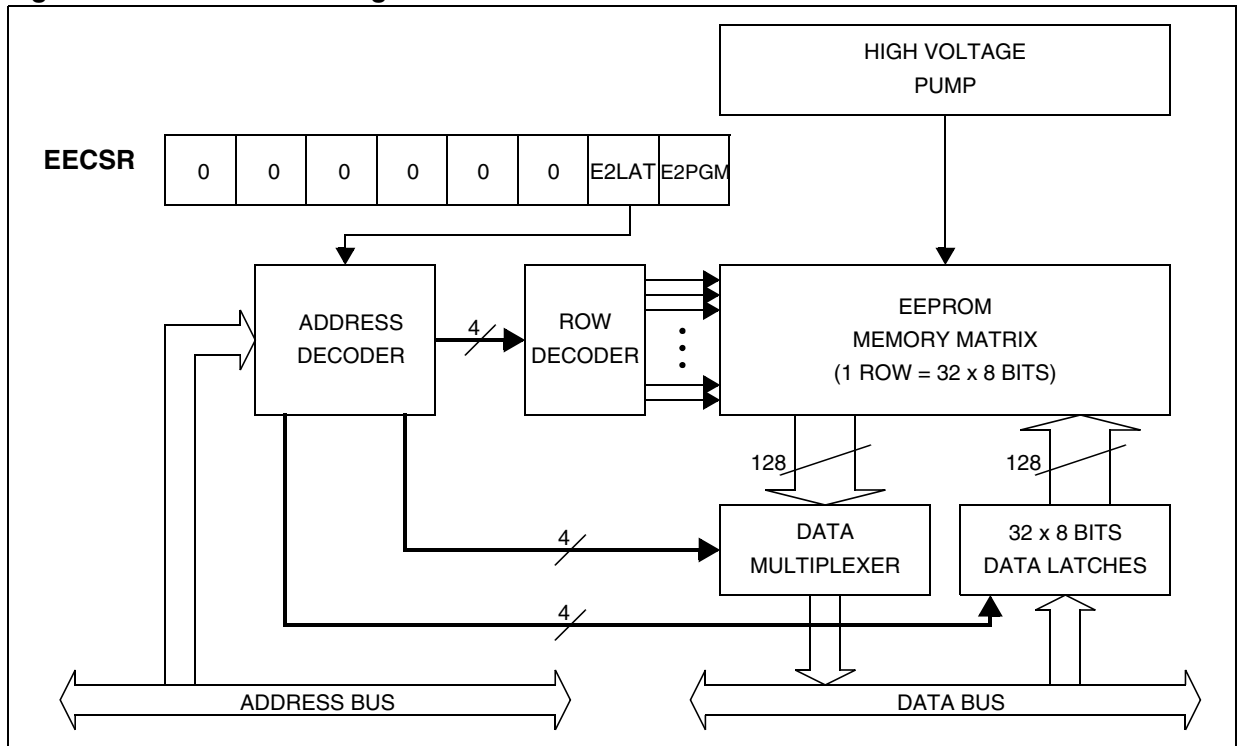 HIGH VOLTAGE
PUMP
EECSR
0 0 0 0 0 0 E2LAT E2PGM
ADDRESS
DECODER
4
ROW
DECODER
EEPROM
MEMORY MATRIX
(1 ROW = 32 x 8 BITS)
128
128
4
DATA
MULTIPLEXER
32 x 8 BITS
DATA LATCHES
4
ADDRESS BUS
DATA BUS